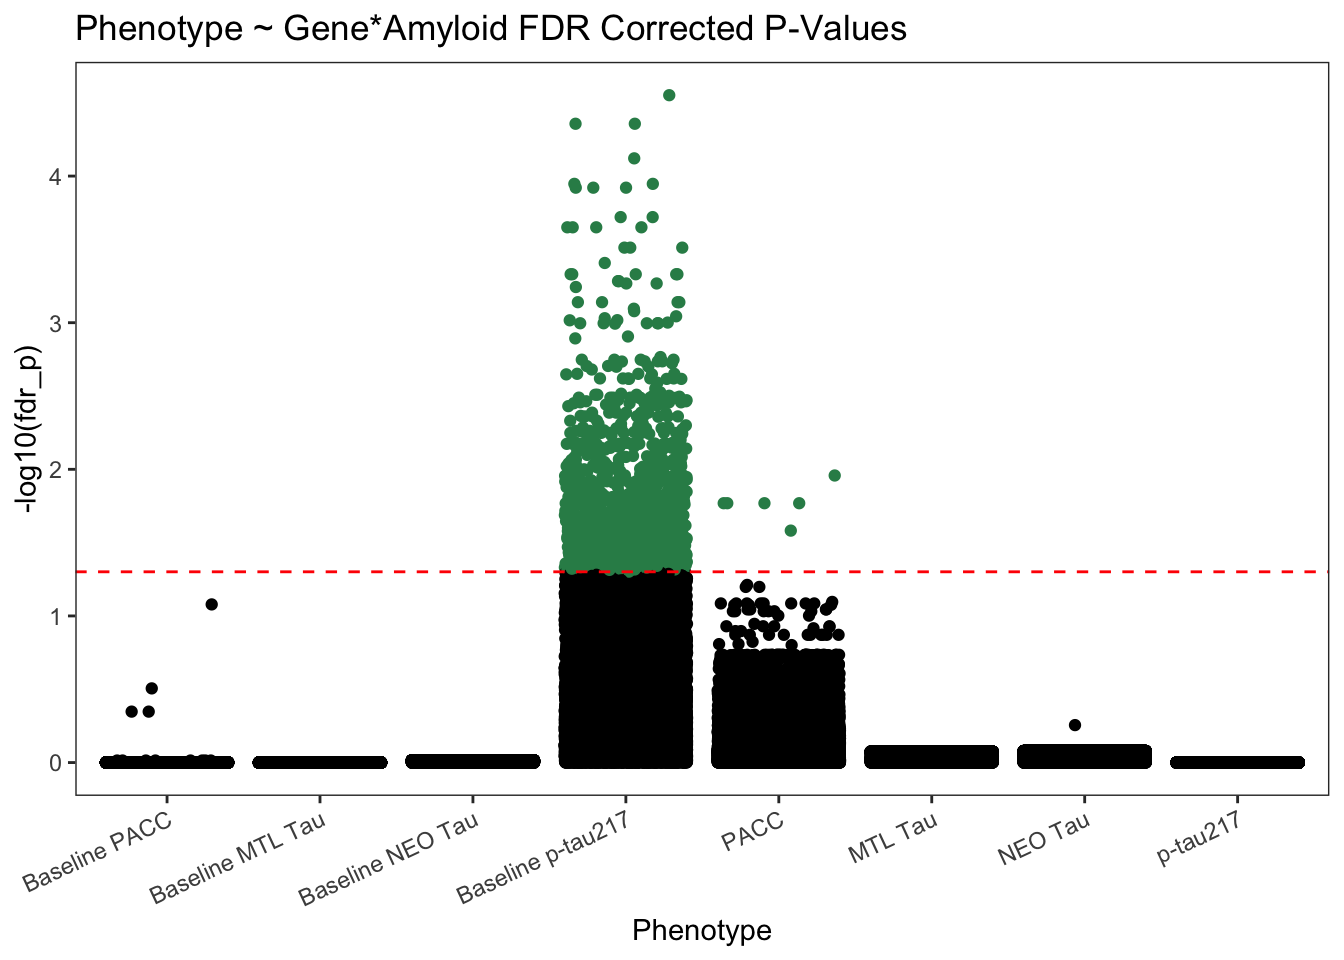 Phenotype ~ Gene*Amyloid FDR Corrected P-Values
-log10(fdr_p)
4
3
2
1
0
Baseline PACC
Baseline MTL Tau
Baseline NEO Tau
Baseline p-tau217
PACC
MTL Tau
NEO Tau
p-tau217
Phenotype